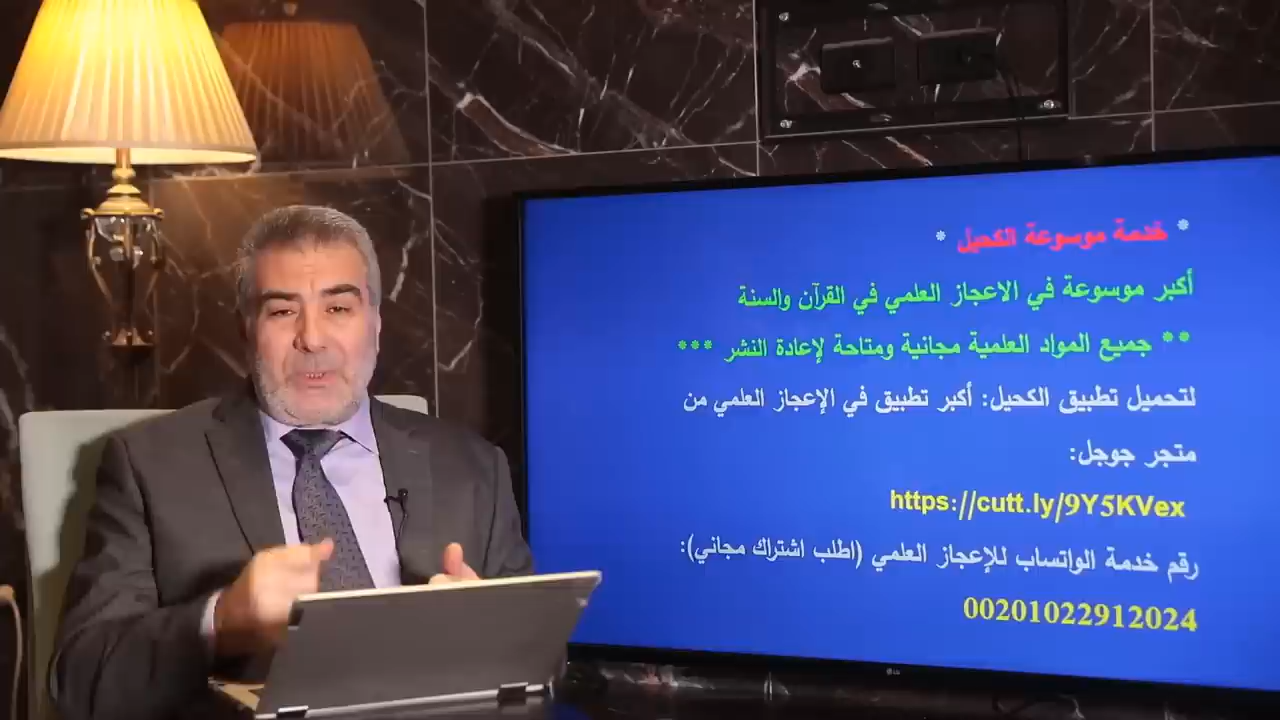 * خدمة موسوعة الكحيل *
أكبر موسوعة في الاعجاز العلمي في القرآن والسنة
** جميع المواد العلمية مجانية ومتاحة لإعادة النشر ***
لتحميل تطبيق الكحيل: أكبر تطبيق في الإعجاز العلمي من
متجر جوجل:
https://cutt.ly/9Y5KVex
رقم خدمة الواتساب للإعجاز العلمي (اطلب اشتراك مجاني):
00201022912024
LG